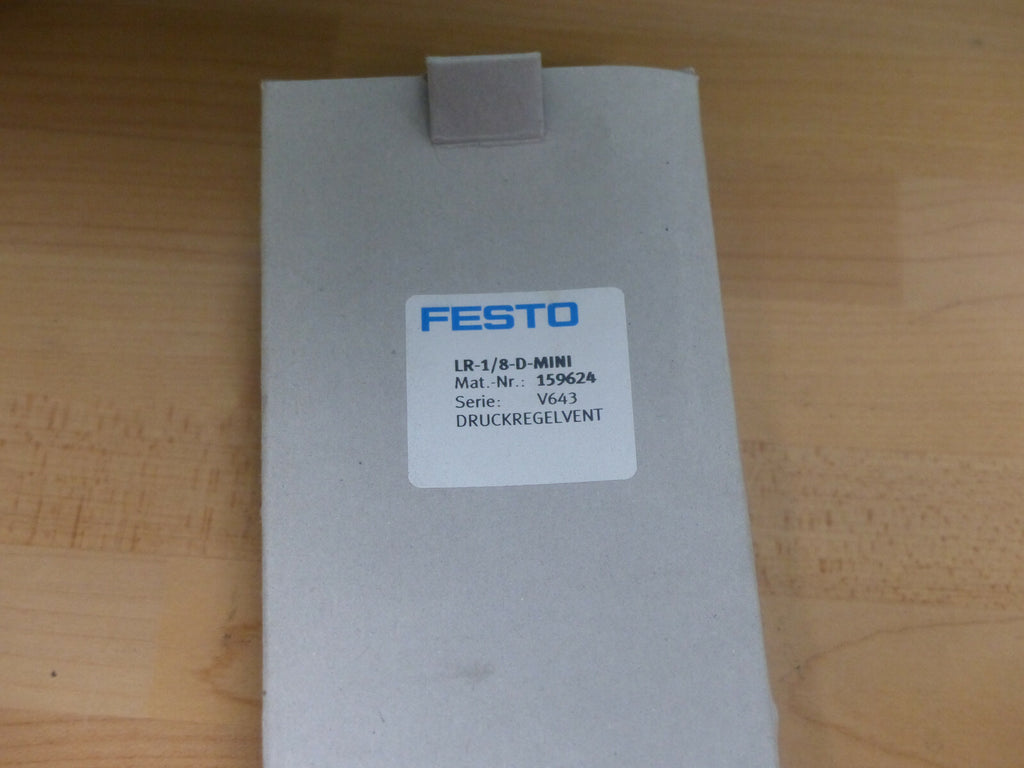 FESTO
LR-1/8-D-MINI
Mat.-Nr.: 159624
Serie: V643
DRUCKREGELVENT